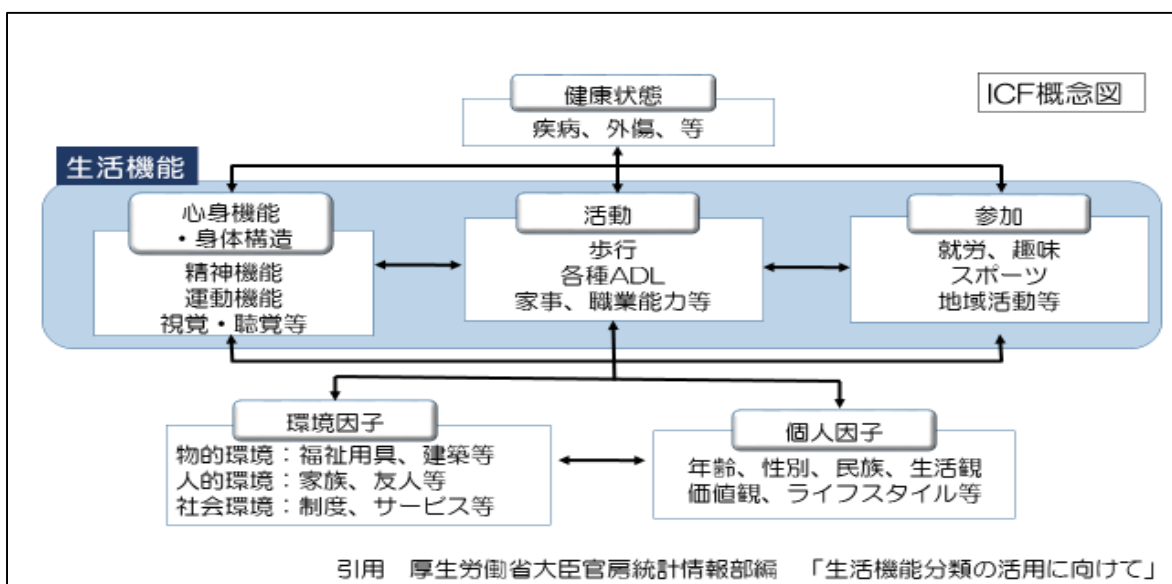 健康状態
疾病、外傷、等
ICF概念図
生活機能
心身機能
・身体構造
精神機能
運動機能
視覚・聴覚等
活動
歩行
各種ADL
家事、職業能力等
参加
就労、趣味
スポーツ
地域活動等
環境因子
物的環境：福祉用具、建築等
人的環境：家族、友人等
社会環境：制度、サービス等
個人因子
年齢、性別、民族、生活観
価値観、ライフスタイル等
引用　厚生労働省大臣官房統計情報部編　「生活機能分類の活用に向けて」